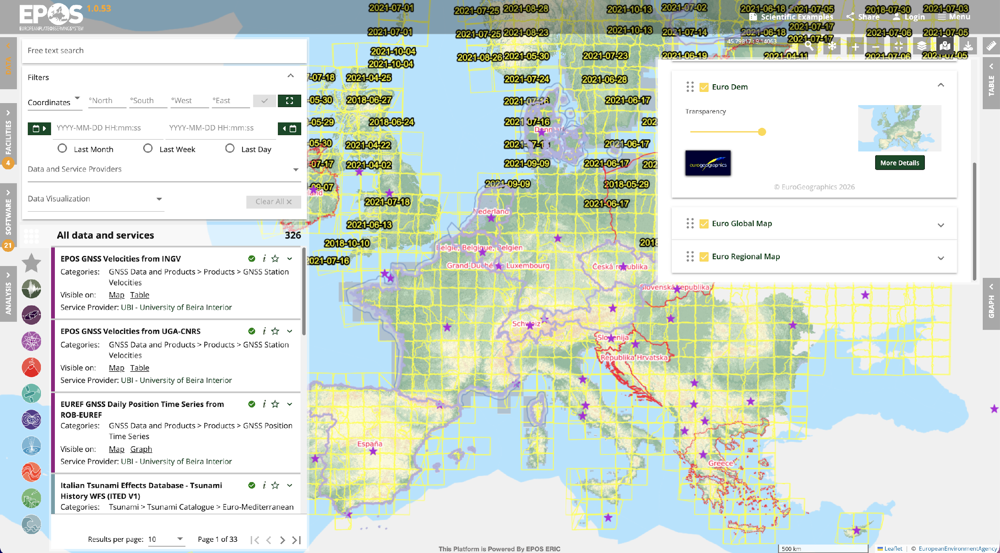 EPOS 1.0.53
EUROPEANPLATEOBSERVINGSYSTEM
Scientific Examples
Share
Login
Menu
45.79817 : 9.14063
DATA
FACILITIES
4
SOFTWARE
21
ANALYSIS
TABLE
GRAPH
Free text search
Filters
Coordinates °North °South °West °East
YYYY-MM-DD HH:mm:ss YYYY-MM-DD HH:mm:ss
Last Month Last Week Last Day
Data and Service Providers
Data Visualization Clear All
All data and services 326
EPOS GNSS Velocities from INGV
Categories: GNSS Data and Products > Products > GNSS Station
Velocities
Visible on: Map Table
Service Provider: UBI - University of Beira Interior
EPOS GNSS Velocities from UGA-CNRS
Categories: GNSS Data and Products > Products > GNSS Station
Velocities
Visible on: Map Table
Service Provider: UBI - University of Beira Interior
EUREF GNSS Daily Position Time Series from
ROB-EUREF
Categories: GNSS Data and Products > Products > GNSS Position
Time Series
Visible on: Map Graph
Service Provider: UBI - University of Beira Interior
Italian Tsunami Effects Database - Tsunami
History WFS (ITED V1)
Categories: Tsunami > Tsunami Catalogue > Euro-Mediterranean
Results per page: 10 Page 1 of 33
2021-07-01 2021-07-25 2021-08-28 2021-10-13 2021-07-02 2021-06-18 2021-07-05 2018-07-30 2021-07-03
2021-07-17
2021-07-01 2021-07-25 2021-08-23 2021-10-13 2021-07-14 2021-06-18 2021-07-06 2021-07-05
2021-07-17
2021-10-04
2021-08-26 2021-05-30 2021-07-23 2021-06-19 2021-04-11 2021-07-06 2021-07-05
2021-10-04
-07-18 2021-04-25 2021-07-24 2021-06-28
-05-30 2018-06-27 2021-07-16 2021-06-17
-05-29 2018-06-24 2021-07-16 202
Danmark
-05-30 2021-04-22 2021-06-17
-07-17 2021-04-02 2021-09-09 2021-06-17 202
-09-07 2021-09-09 2018-05-29
land
2021-07-18 2021-06-17
Nederland
2021-06-13
2018-10-10 2018
België, Belgique, Belgien
2021-07-16
Grand-Duché Luxembourg
Česká republika
Slovenská republika
Schweiz
Slovenija
Republika Hrvatska
España
Greece
Euro Dem
Transparency
eurogeographics
More Details
© EuroGeographics 2026
Euro Global Map
Euro Regional Map
This Platform is Powered By EPOS ERIC
500 km
Leaflet | © EuropeanEnvironmentAgency